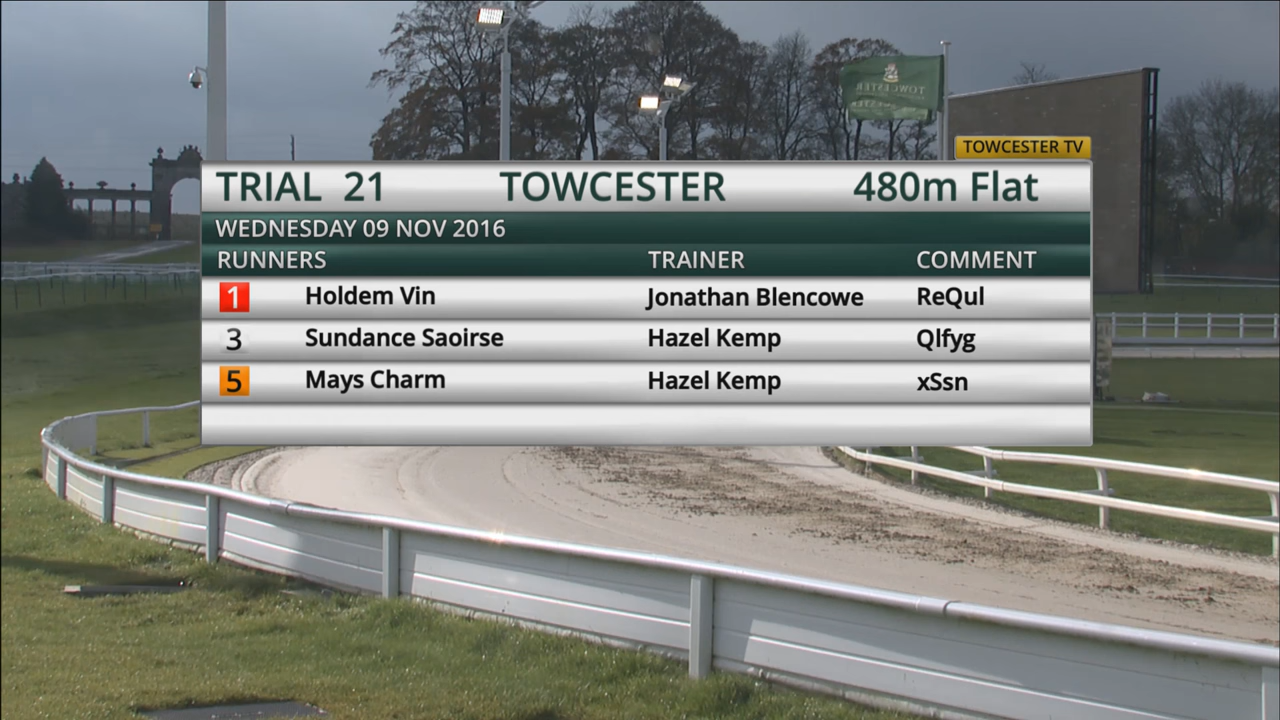 TOWCESTER
TOWCESTER TV
TRIAL 21 TOWCESTER 480m Flat
WEDNESDAY 09 NOV 2016
RUNNERS TRAINER COMMENT
1 Holdem Vin Jonathan Blencowe ReQul
3 Sundance Saoirse Hazel Kemp Qlfyg
5 Mays Charm Hazel Kemp xSsn